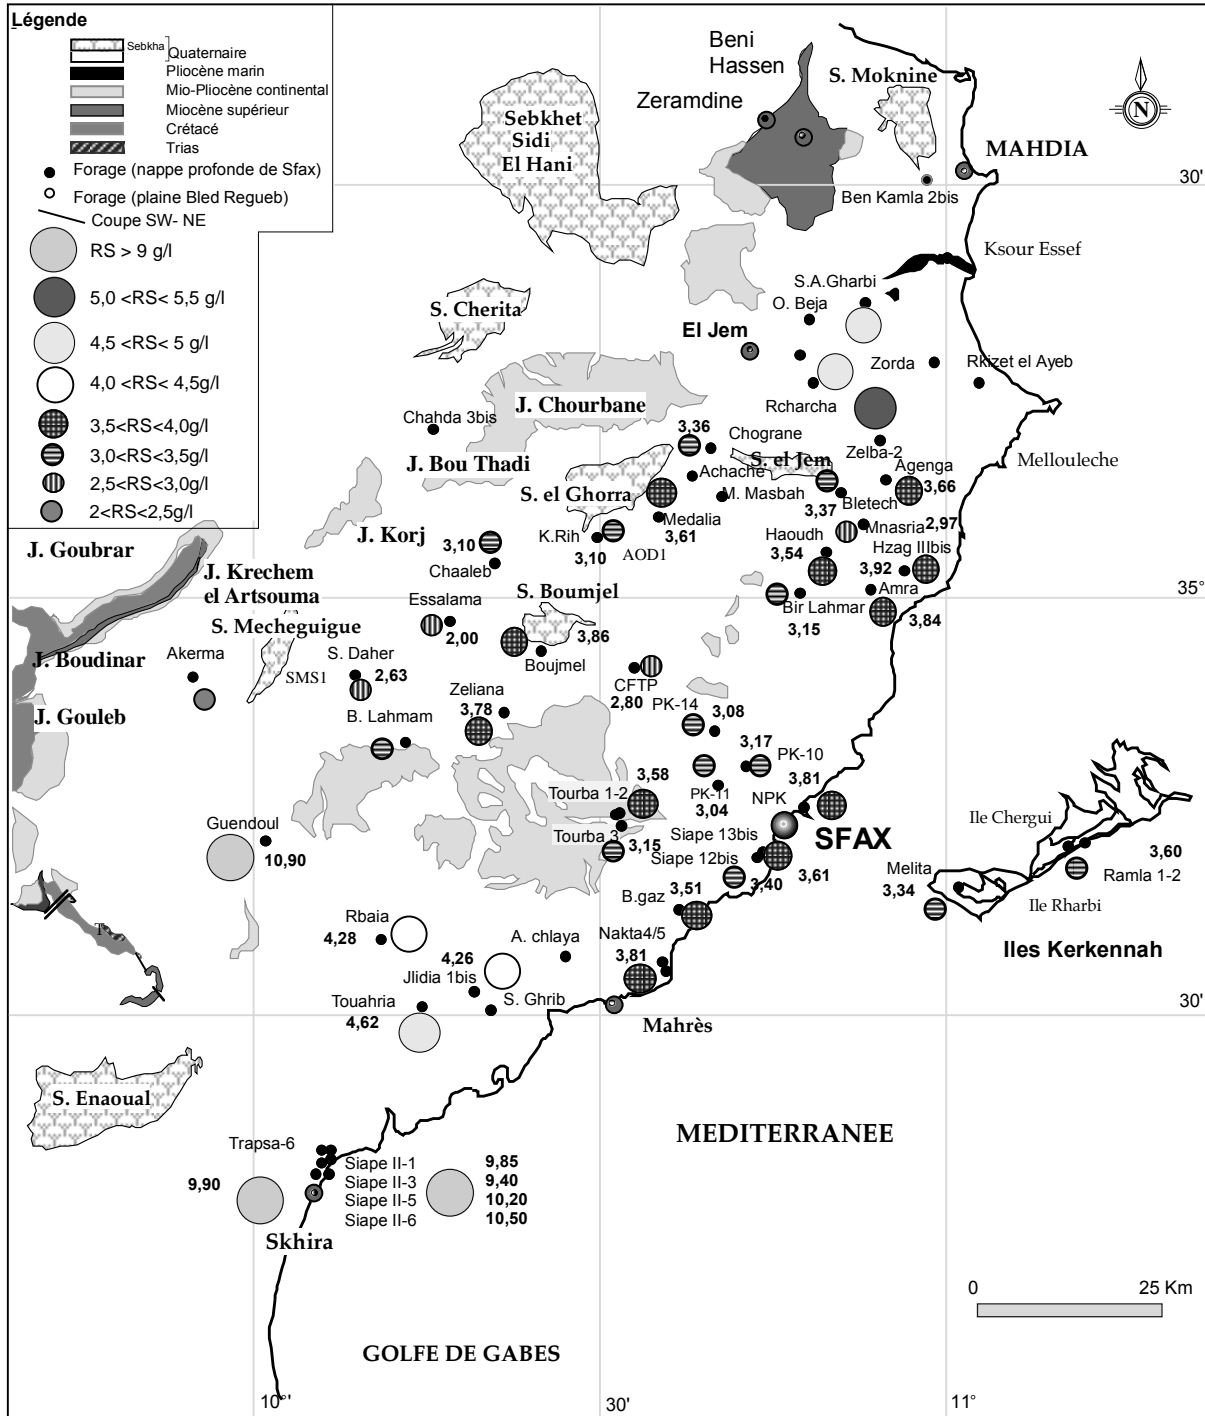 Légende
Sebkha
Quaternaire
Pliocène marin
Mio-Pliocène continental
Miocène supérieur
Crétacé
Trias
Forage (nappe profonde de Sfax)
Forage (plaine Bled Regueb)
Coupe SW- NE
RS > 9 g/l
5,0 <RS< 5,5 g/l
4,5 <RS< 5 g/l
4,0 <RS< 4,5g/l
3,5<RS<4,0g/l
3,0<RS<3,5g/l
2,5<RS<3,0g/l
2<RS<2,5g/l
Beni
Hassen
S. Moknine
Zeramdine
N
Sebkhet
Sidi
El Hani
MAHDIA
30'
Ben Kamla 2bis
Ksour Essef
S.A.Gharbi
O. Beja
S. Cherita
El Jem
Zorda
Rkizet el Ayeb
Rcharcha
J. Chourbane
Chahda 3bis
3,36
Chograne
Zelba-2
Mellouleche
J. Bou Thadi
S. el Jem
Achache
Agenga
S. el Ghorra
M. Masbah
3,66
3,37
Bletech
Medalia
Mnasria
2,97
J. Korj
K.Rih
3,61
Haoudh
J. Goubrar
3,10
3,10
AOD1
3,54
Hzag IIIbis
Chaaleb
3,92
J. Krechem
el Artsouma
Essalama
S. Boumjel
Amra
35°
Bir Lahmar
S. Mecheguigue
2,00
3,86
3,15
3,84
J. Boudinar
Akerma
S. Daher
Boujmel
SMS1
2,63
CFTP
Zeliana
2,80
PK-14
J. Gouleb
3,78
3,08
B. Lahmam
3,17
PK-10
3,58
3,81
Tourba 1-2
PK-11
NPK
3,04
Guendoul
Ile Chergui
Tourba 3
Siape 13bis
SFAX
10,90
3,15
Siape 12bis
3,60
Melita
3,40
3,61
3,34
Ramla 1-2
3,51
B.gaz
Ile Rharbi
Rbaia
T
4,28
A. chlaya
Nakta4/5
Iles Kerkennah
4,26
3,81
Jlidia 1bis
Touahria
S. Ghrib
4,62
Mahrès
30'
S. Enaoual
MEDITERRANEE
Trapsa-6
Siape II-1
9,85
9,90
Siape II-3
9,40
Siape II-5
10,20
Siape II-6
10,50
Skhira
0
25 Km
GOLFE DE GABES
10°'
30'
11°